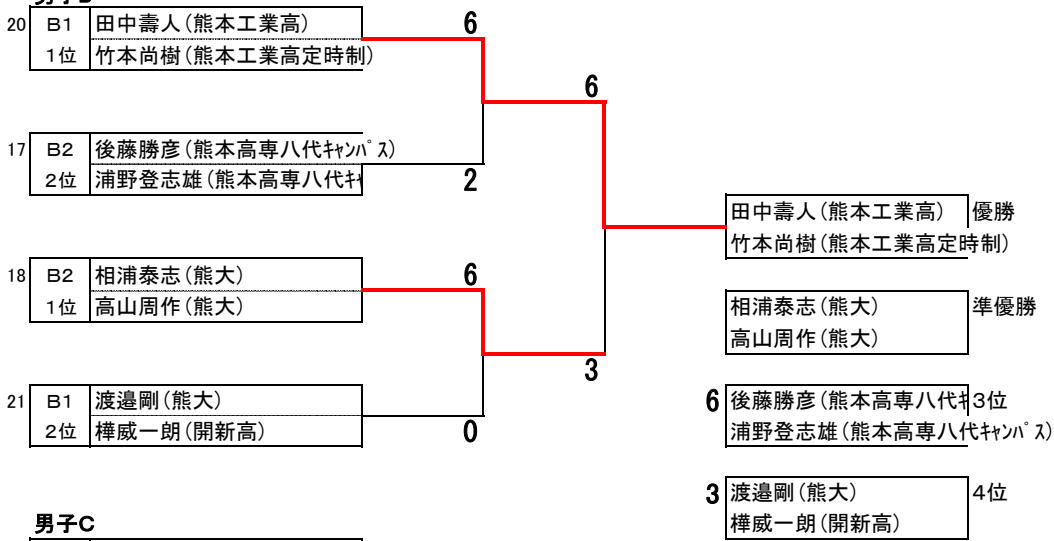 20 B1 田中壽人(熊本工業高) 6
1位 竹本尚樹(熊本工業高定時制)
6
17 B2 後藤勝彦(熊本高専八代ｷｬﾝﾊﾟｽ)
2位 浦野登志雄(熊本高専八代ｷｬ 2
田中壽人(熊本工業高) 優勝
竹本尚樹(熊本工業高定時制)
18 B2 相浦泰志(熊大) 6
1位 高山周作(熊大)
相浦泰志(熊大) 準優勝
高山周作(熊大)
3
21 B1 渡邉剛(熊大)
2位 樺威一朗(開新高) 0
6 後藤勝彦(熊本高専八代ｷ 3位
浦野登志雄(熊本高専八代ｷｬﾝﾊﾟｽ)
3 渡邉剛(熊大) 4位
樺威一朗(開新高)
男子C